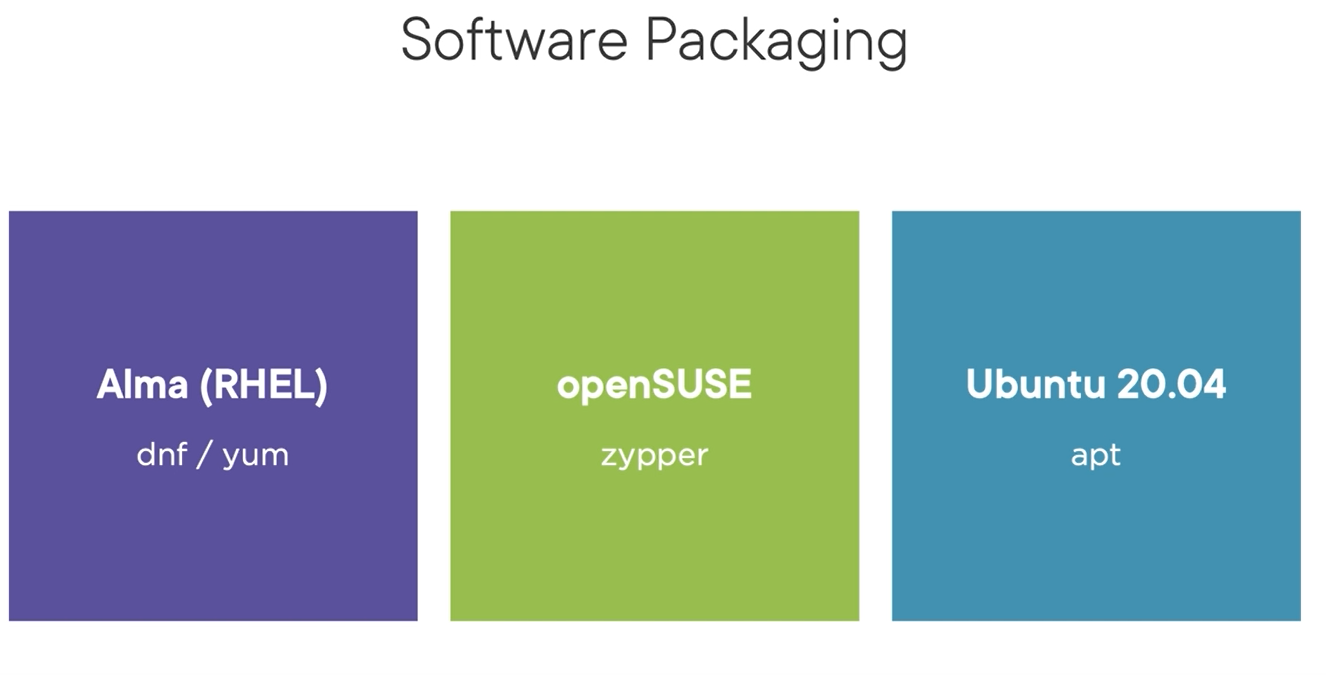 Software Packaging
Alma (RHEL)
dnf / yum
openSUSE
zypper
Ubuntu 20.04
apt